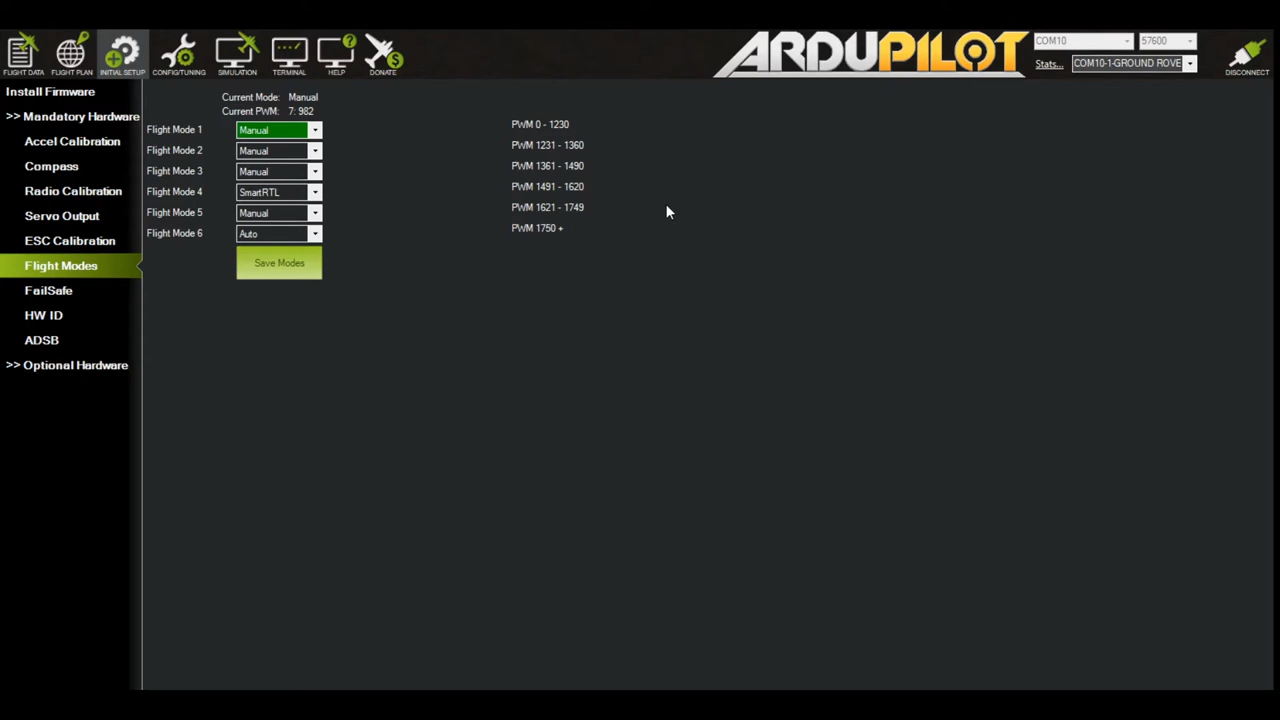 FLIGHT DATA
FLIGHT PLAN
INITIAL SETUP
CONFIG/TUNING
SIMULATION
TERMINAL
HELP
DONATE
ARDUPILOT
COM10
57600
Stats...
COM10-1-GROUND ROVE
DISCONNECT
Install Firmware
>> Mandatory Hardware
Accel Calibration
Compass
Radio Calibration
Servo Output
ESC Calibration
Flight Modes
FailSafe
HW ID
ADSB
>> Optional Hardware
Current Mode: Manual
Current PWM: 7: 982
Flight Mode 1 Manual PWM 0 - 1230
Flight Mode 2 Manual PWM 1231 - 1360
Flight Mode 3 Manual PWM 1361 - 1490
Flight Mode 4 SmartRTL PWM 1491 - 1620
Flight Mode 5 Manual PWM 1621 - 1749
Flight Mode 6 Auto PWM 1750 +
Save Modes